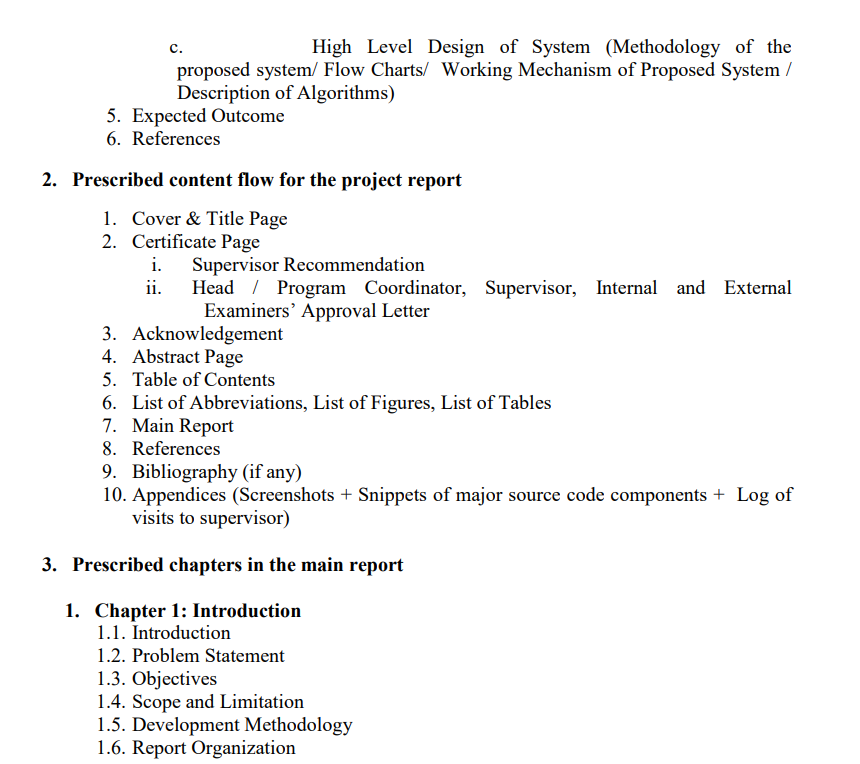 c. High Level Design of System (Methodology of the
proposed system/ Flow Charts/ Working Mechanism of Proposed System /
Description of Algorithms)
5. Expected Outcome
6. References
2. Prescribed content flow for the project report
1. Cover & Title Page
2. Certificate Page
i. Supervisor Recommendation
ii. Head / Program Coordinator, Supervisor, Internal and External
Examiners’ Approval Letter
3. Acknowledgement
4. Abstract Page
5. Table of Contents
6. List of Abbreviations, List of Figures, List of Tables
7. Main Report
8. References
9. Bibliography (if any)
10. Appendices (Screenshots + Snippets of major source code components + Log of
visits to supervisor)
3. Prescribed chapters in the main report
1. Chapter 1: Introduction
1.1. Introduction
1.2. Problem Statement
1.3. Objectives
1.4. Scope and Limitation
1.5. Development Methodology
1.6. Report Organization